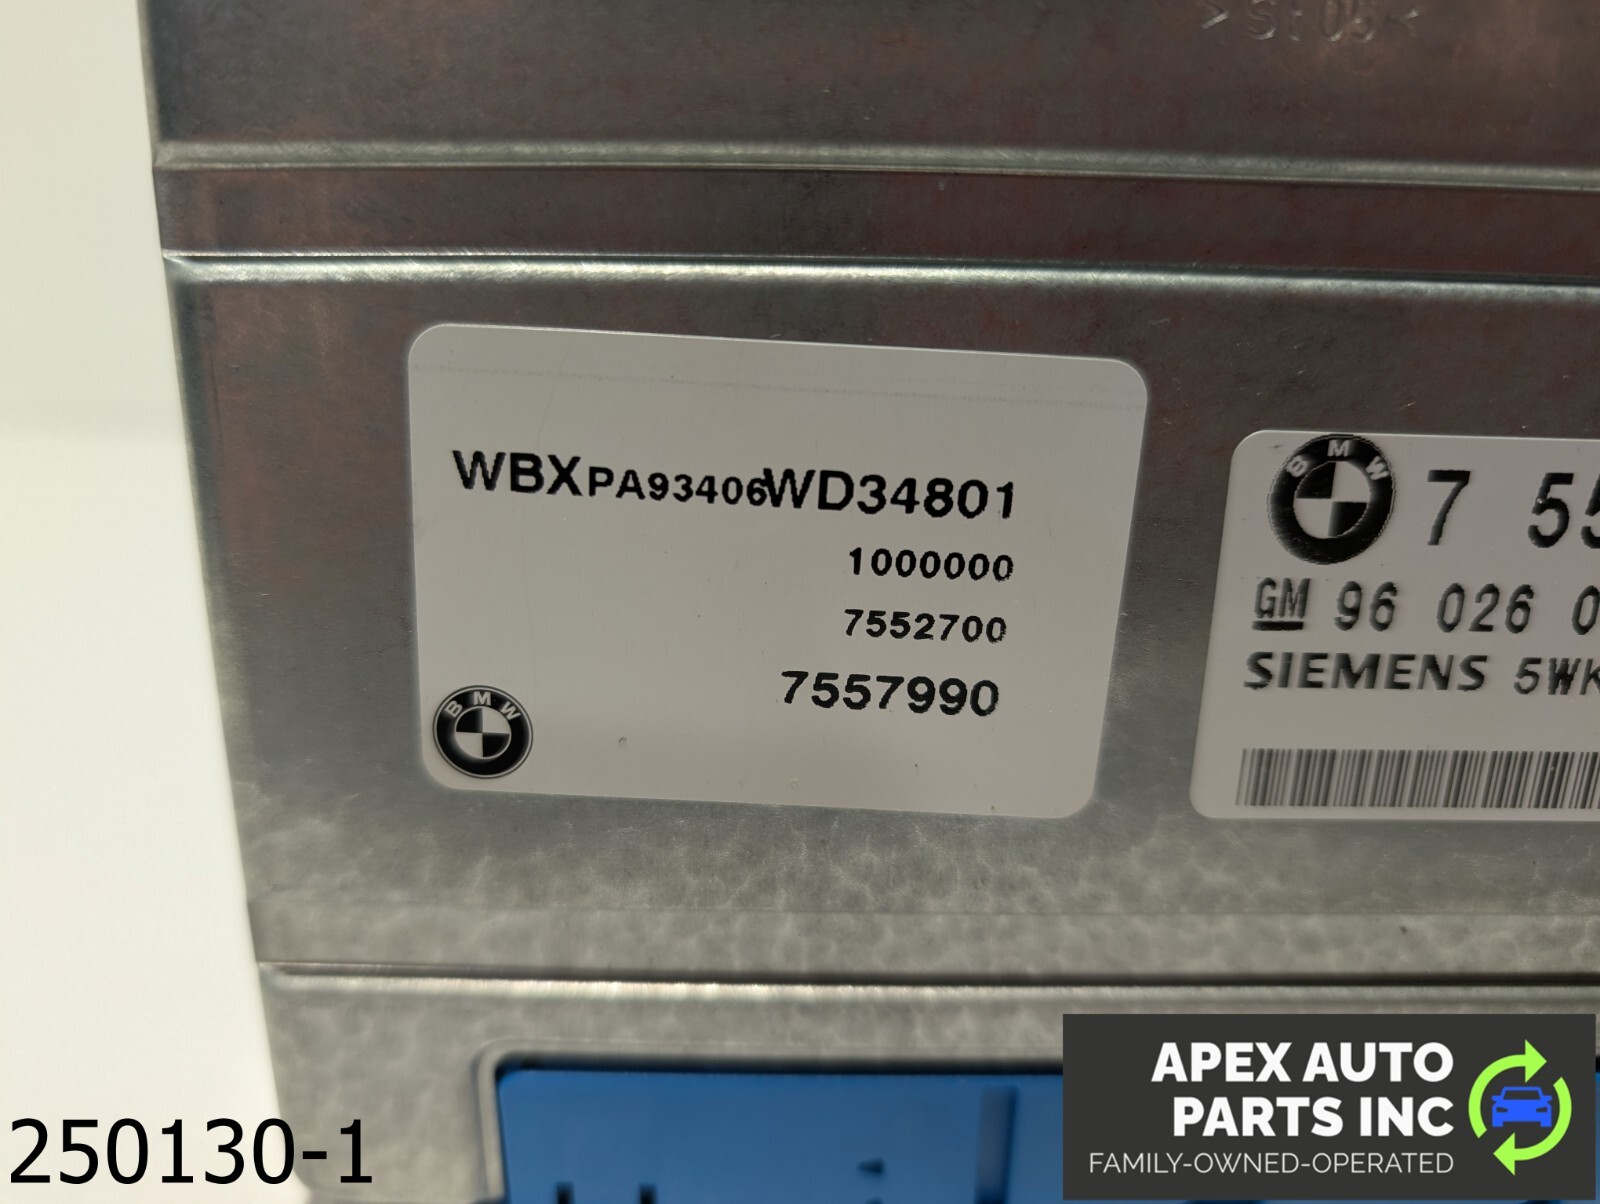 >St06<
WBXPA93406WD34801
1000000
7552700
7557990
BMW
BMW
7 55
GM 96 026 0
SIEMENS 5WK
250130-1
APEX AUTO
PARTS INC
FAMILY-OWNED-OPERATED